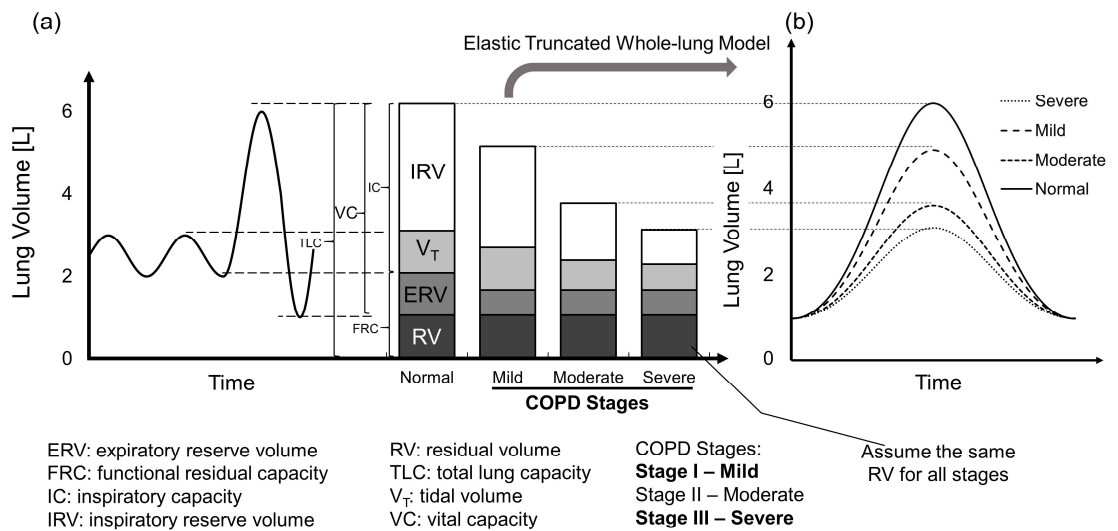 (a)
Elastic Truncated Whole-lung Model
(b)
Lung Volume [L]
6
4
2
0
Time
TLC
VC
IC
FRC
IRV
VT
ERV
RV
Normal
Mild
Moderate
Severe
COPD Stages
Lung Volume [L]
6
4
2
0
Time
Severe
Mild
Moderate
Normal
ERV: expiratory reserve volume
FRC: functional residual capacity
IC: inspiratory capacity
IRV: inspiratory reserve volume
RV: residual volume
TLC: total lung capacity
VT: tidal volume
VC: vital capacity
COPD Stages:
Stage I – Mild
Stage II – Moderate
Stage III – Severe
Assume the same
RV for all stages